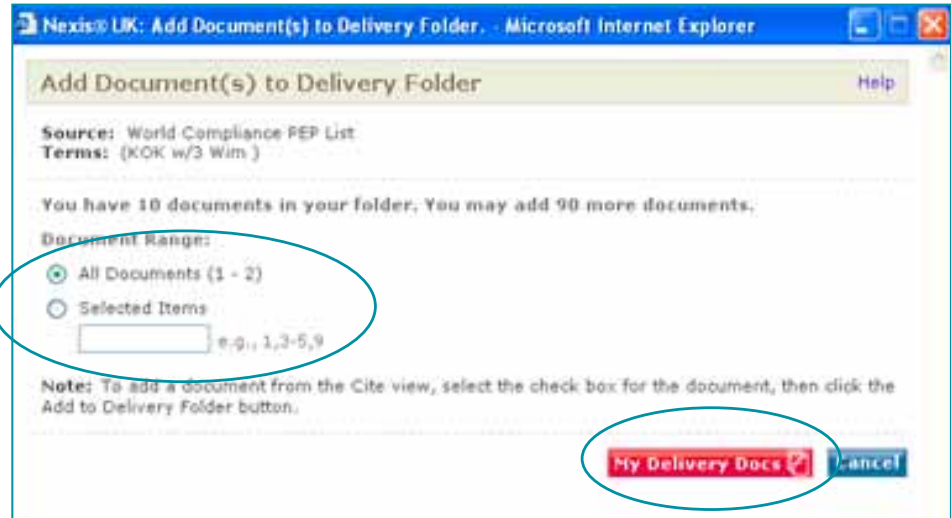 Nexis® UK: Add Document(s) to Delivery Folder. - Microsoft Internet Explorer
Add Document(s) to Delivery Folder Help
Source: World Compliance PEP List
Terms: (KOK w/3 Wim )
You have 10 documents in your folder. You may add 90 more documents.
Document Range:
All Documents (1 - 2)
Selected Items
e.g., 1,3-5,9
Note: To add a document from the Cite view, select the check box for the document, then click the
Add to Delivery Folder button.
My Delivery Docs Cancel